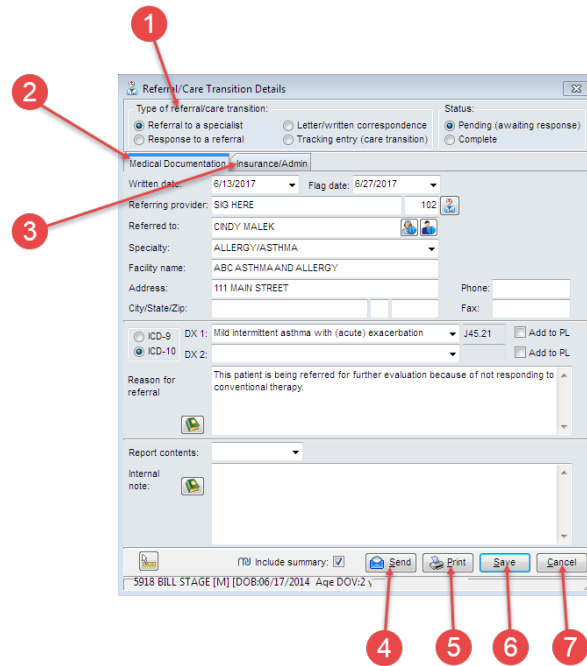 1
2
3
Referral/Care Transition Details
Type of referral/care transition: Status:
Referral to a specialist Letter/written correspondence Pending (awaiting response)
Response to a referral Tracking entry (care transition) Complete
Medical Documentation Insurance/Admin
Written date: 6/13/2017 Flag date: 6/27/2017
Referring provider: SIG HERE 102
Referred to: CINDY MALEK
Specialty: ALLERGY/ASTHMA
Facility name: ABC ASTHMA AND ALLERGY
Address: 111 MAIN STREET Phone:
City/State/Zip: Fax:
ICD-9 DX 1: Mild intermittent asthma with (acute) exacerbation J45.21 Add to PL
ICD-10 DX 2: Add to PL
Reason for referral
This patient is being referred for further evaluation because of not responding to
conventional therapy.
Report contents:
Internal
note:
Include summary: Send Print Save Cancel
5918 BILL STAGE [M] [DOB:06/17/2014 Age DOV:2 y
4 5 6 7